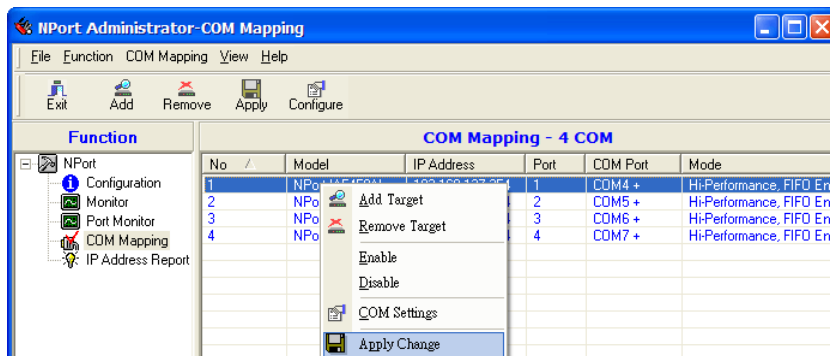 NPort Administrator-COM Mapping
File Function COM Mapping View Help
Exit Add Remove Apply Configure
Function
COM Mapping - 4 COM
NPort
Configuration
Monitor
Port Monitor
COM Mapping
IP Address Report
No Model IP Address Port COM Port Mode
1 1 COM4 + Hi-Performance, FIFO En
2 NPo 2 COM5 + Hi-Performance, FIFO En
3 NPo 3 COM6 + Hi-Performance, FIFO En
4 NPo 4 COM7 + Hi-Performance, FIFO En
Add Target
Remove Target
Enable
Disable
COM Settings
Apply Change